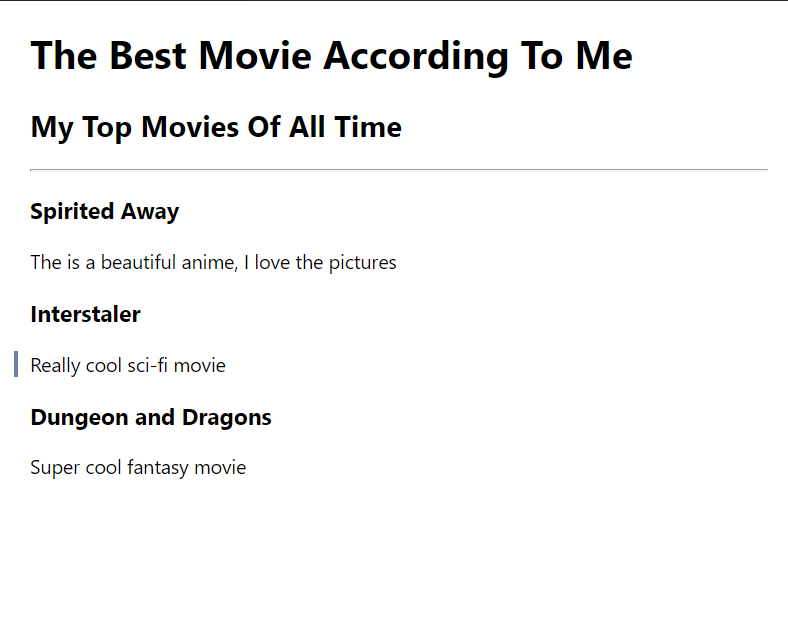 The Best Movie According To Me
My Top Movies Of All Time
Spirited Away
The is a beautiful anime, I love the pictures
Interstaler
Really cool sci-fi movie
Dungeon and Dragons
Super cool fantasy movie